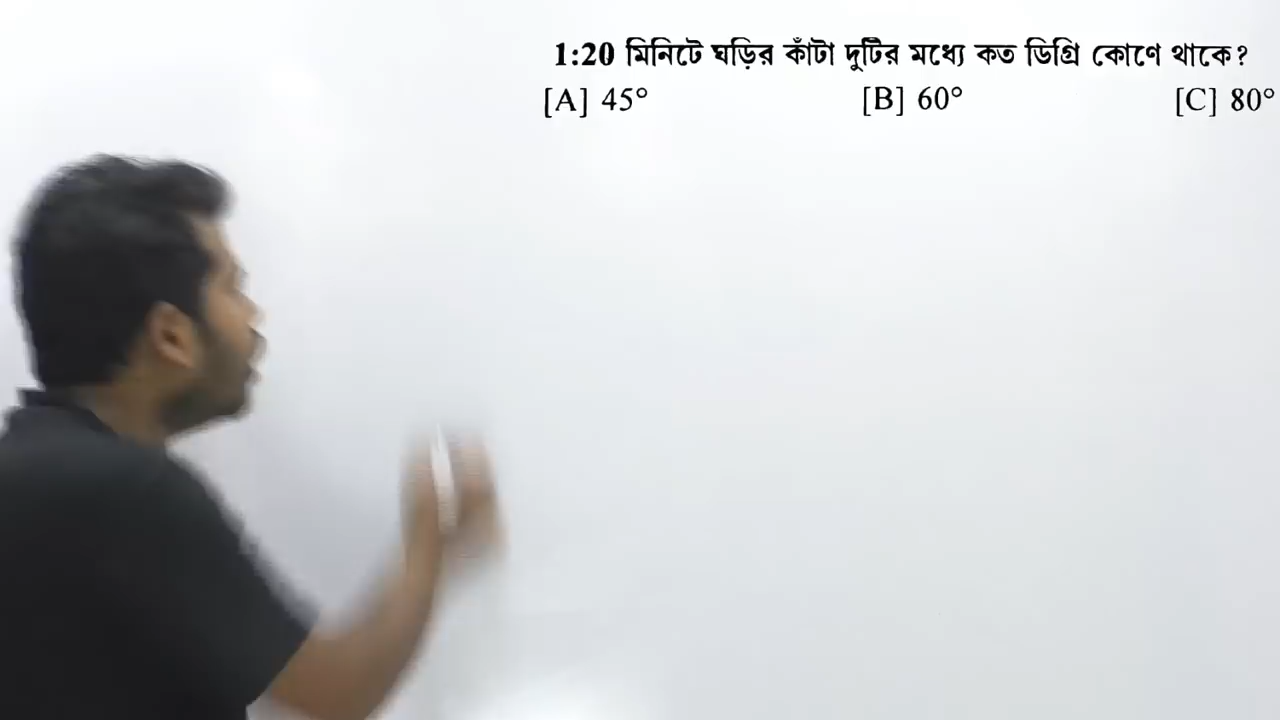 1:20 মিনিটে ঘড়ির কাঁটা দুটির মধ্যে কত ডিগ্রি কোণে থাকে?
[A] 45° [B] 60° [C] 80°